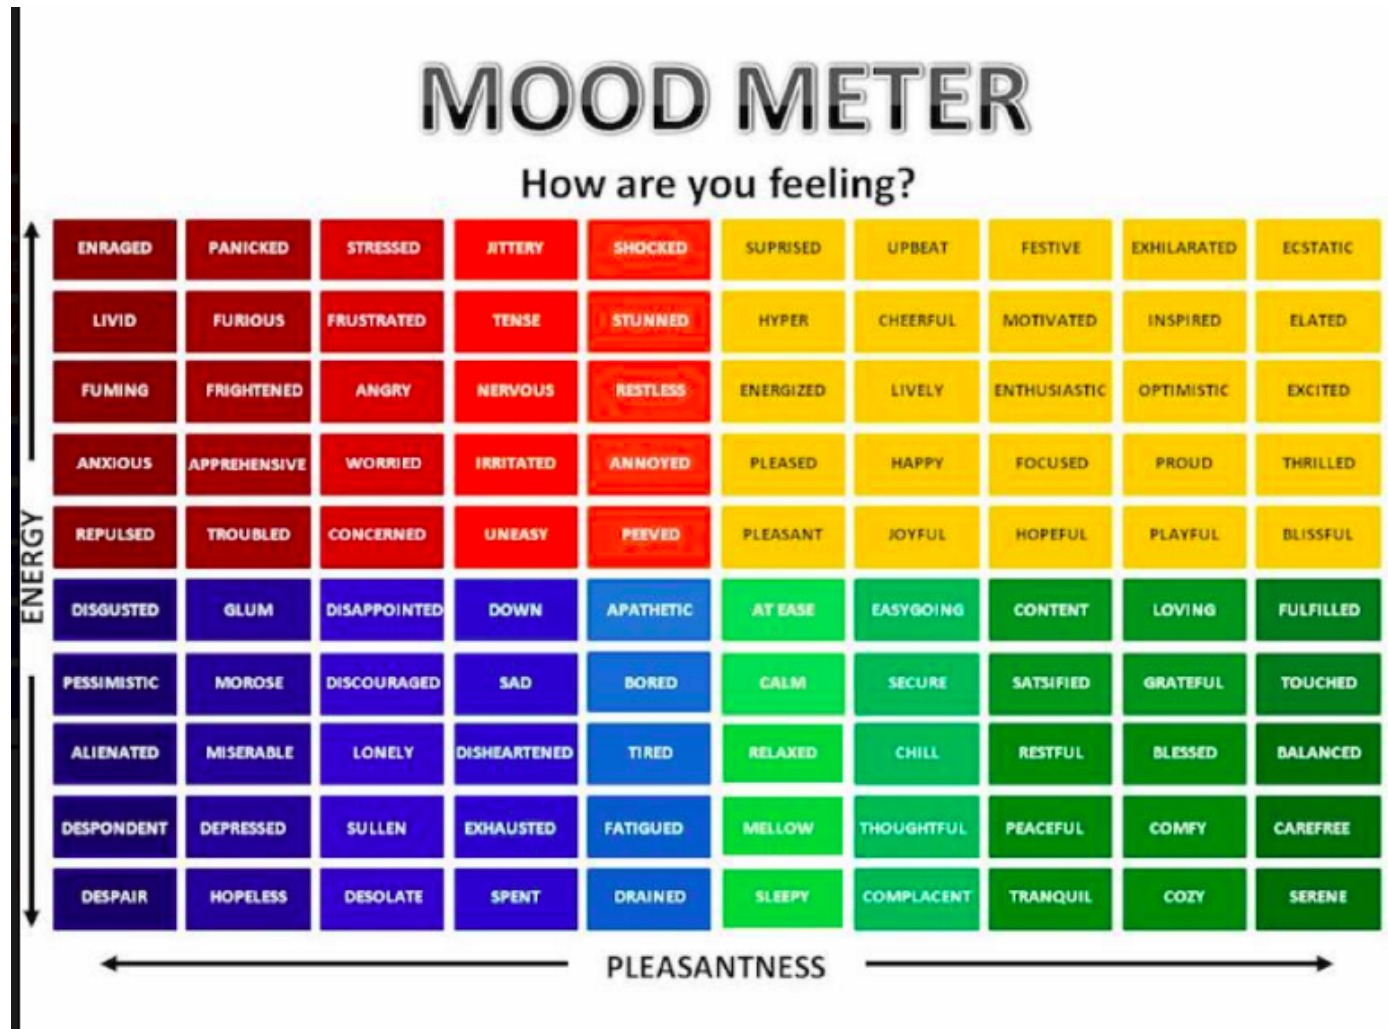 MOOD METER
How are you feeling?
ENRAGED PANICKED STRESSED JITTERY SHOCKED SUPRISED UPBEAT FESTIVE EXHILARATED ECSTATIC
LIVID FURIOUS FRUSTRATED TENSE STUNNED HYPER CHEERFUL MOTIVATED INSPIRED ELATED
FUMING FRIGHTENED ANGRY NERVOUS RESTLESS ENERGIZED LIVELY ENTHUSIASTIC OPTIMISTIC EXCITED
ANXIOUS APPREHENSIVE WORRIED IRRITATED ANNOYED PLEASED HAPPY FOCUSED PROUD THRILLED
REPULSED TROUBLED CONCERNED UNEASY PEEVED PLEASANT JOYFUL HOPEFUL PLAYFUL BLISSFUL
ENERGY
DISGUSTED GLUM DISAPPOINTED DOWN APATHETIC AT EASE EASYGOING CONTENT LOVING FULFILLED
PESSIMISTIC MOROSE DISCOURAGED SAD BORED CALM SECURE SATSIFIED GRATEFUL TOUCHED
ALIENATED MISERABLE LONELY DISHEARTENED TIRED RELAXED CHILL RESTFUL BLESSED BALANCED
DESPONDENT DEPRESSED SULLEN EXHAUSTED FATIGUED MELLOW THOUGHTFUL PEACEFUL COMFY CAREFREE
DESPAIR HOPELESS DESOLATE SPENT DRAINED SLEEPY COMPLACENT TRANQUIL COZY SERENE
PLEASANTNESS